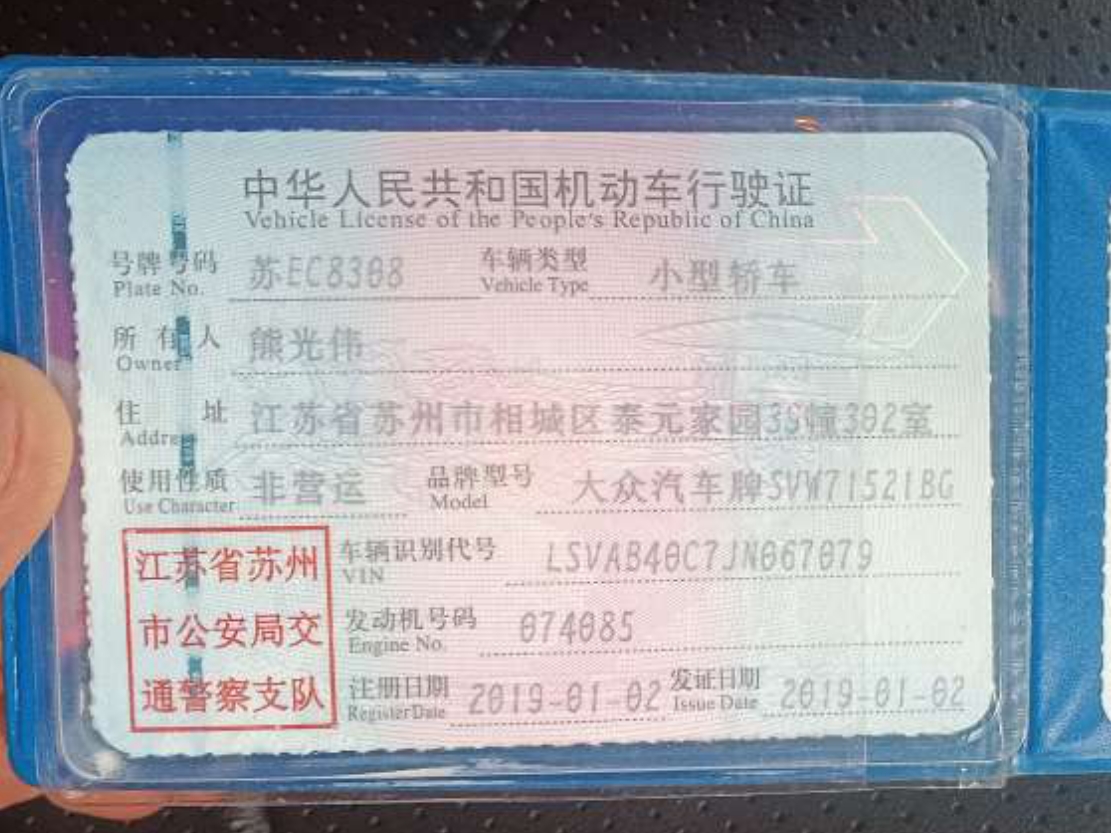 中华人民共和国机动车行驶证
Vehicle License of the People's Republic of China
号牌号码 苏EC8308 车辆类型 小型轿车
Plate No. Vehicle Type
所有人 熊光伟
Owner
住址 江苏省苏州市相城区泰元家园39幢302室
Address
使用性质 非营运 品牌型号 大众汽车牌SVW71521BG
Use Character Model
江苏省苏州 车辆识别代号 LSVAB40C7JN067079
VIN
市公安局交 发动机号码 074085
Engine No.
通警察支队 注册日期 2019-01-02 发证日期 2019-01-02
Register Date Issue Date